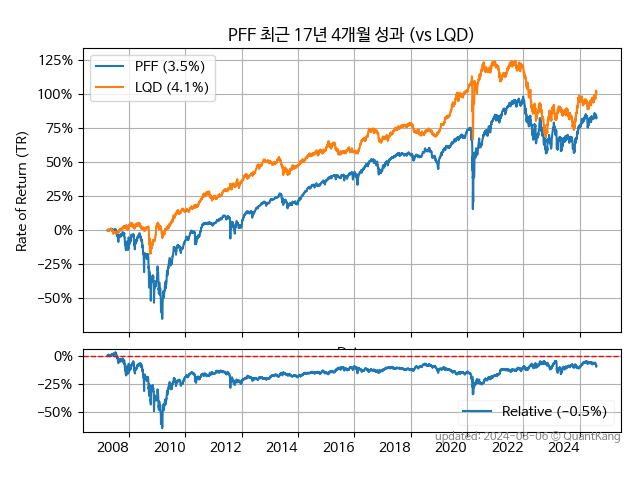 PFF 최근 17년 4개월 성과 (vs LQD)
Rate of Return (TR)
125%
100%
75%
50%
25%
0%
−25%
−50%
PFF (3.5%)
LQD (4.1%)
0%
−25%
−50%
Relative (−0.5%)
2008 2010 2012 2014 2016 2018 2020 2022 2024
updated: 2024-08-06 © QuantKang